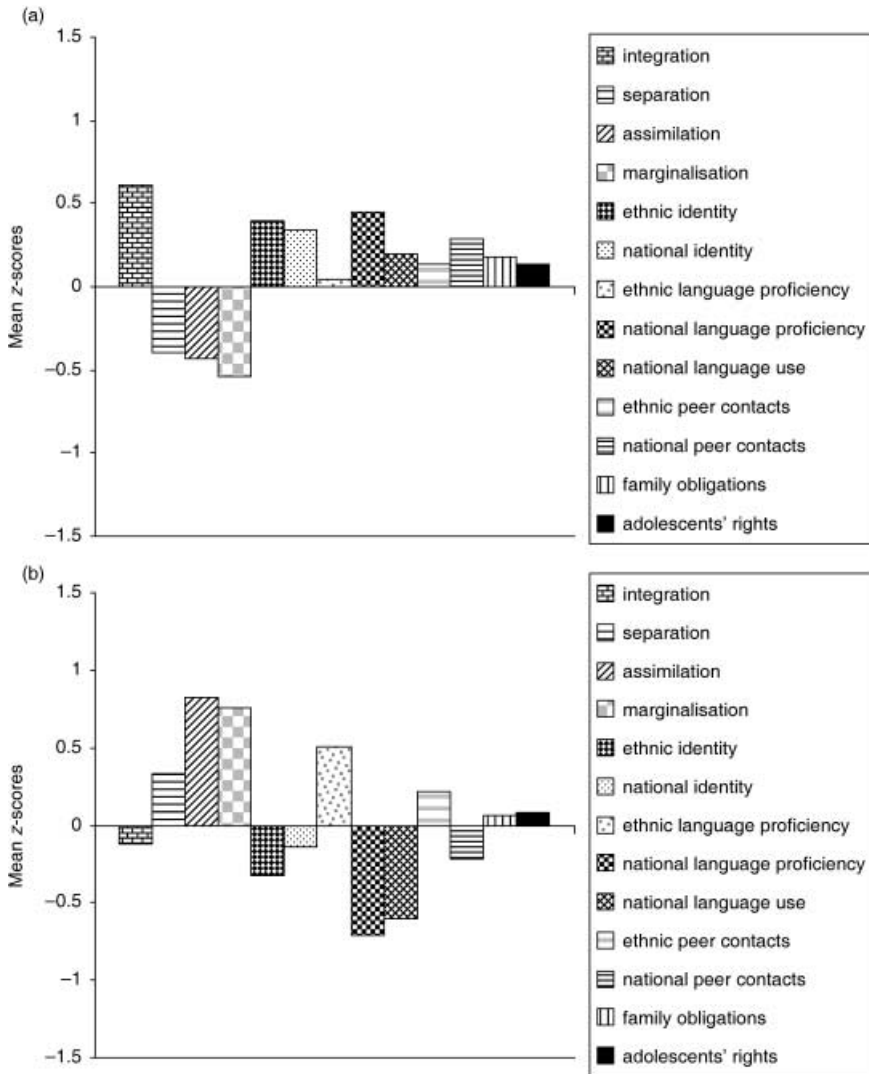 (a)
1.5
1
0.5
0
−0.5
−1
−1.5
Mean z-scores
integration
separation
assimilation
marginalisation
ethnic identity
national identity
ethnic language proficiency
national language proficiency
national language use
ethnic peer contacts
national peer contacts
family obligations
adolescents' rights
(b)
1.5
1
0.5
0
−0.5
−1
−1.5
Mean z-scores
integration
separation
assimilation
marginalisation
ethnic identity
national identity
ethnic language proficiency
national language proficiency
national language use
ethnic peer contacts
national peer contacts
family obligations
adolescents' rights